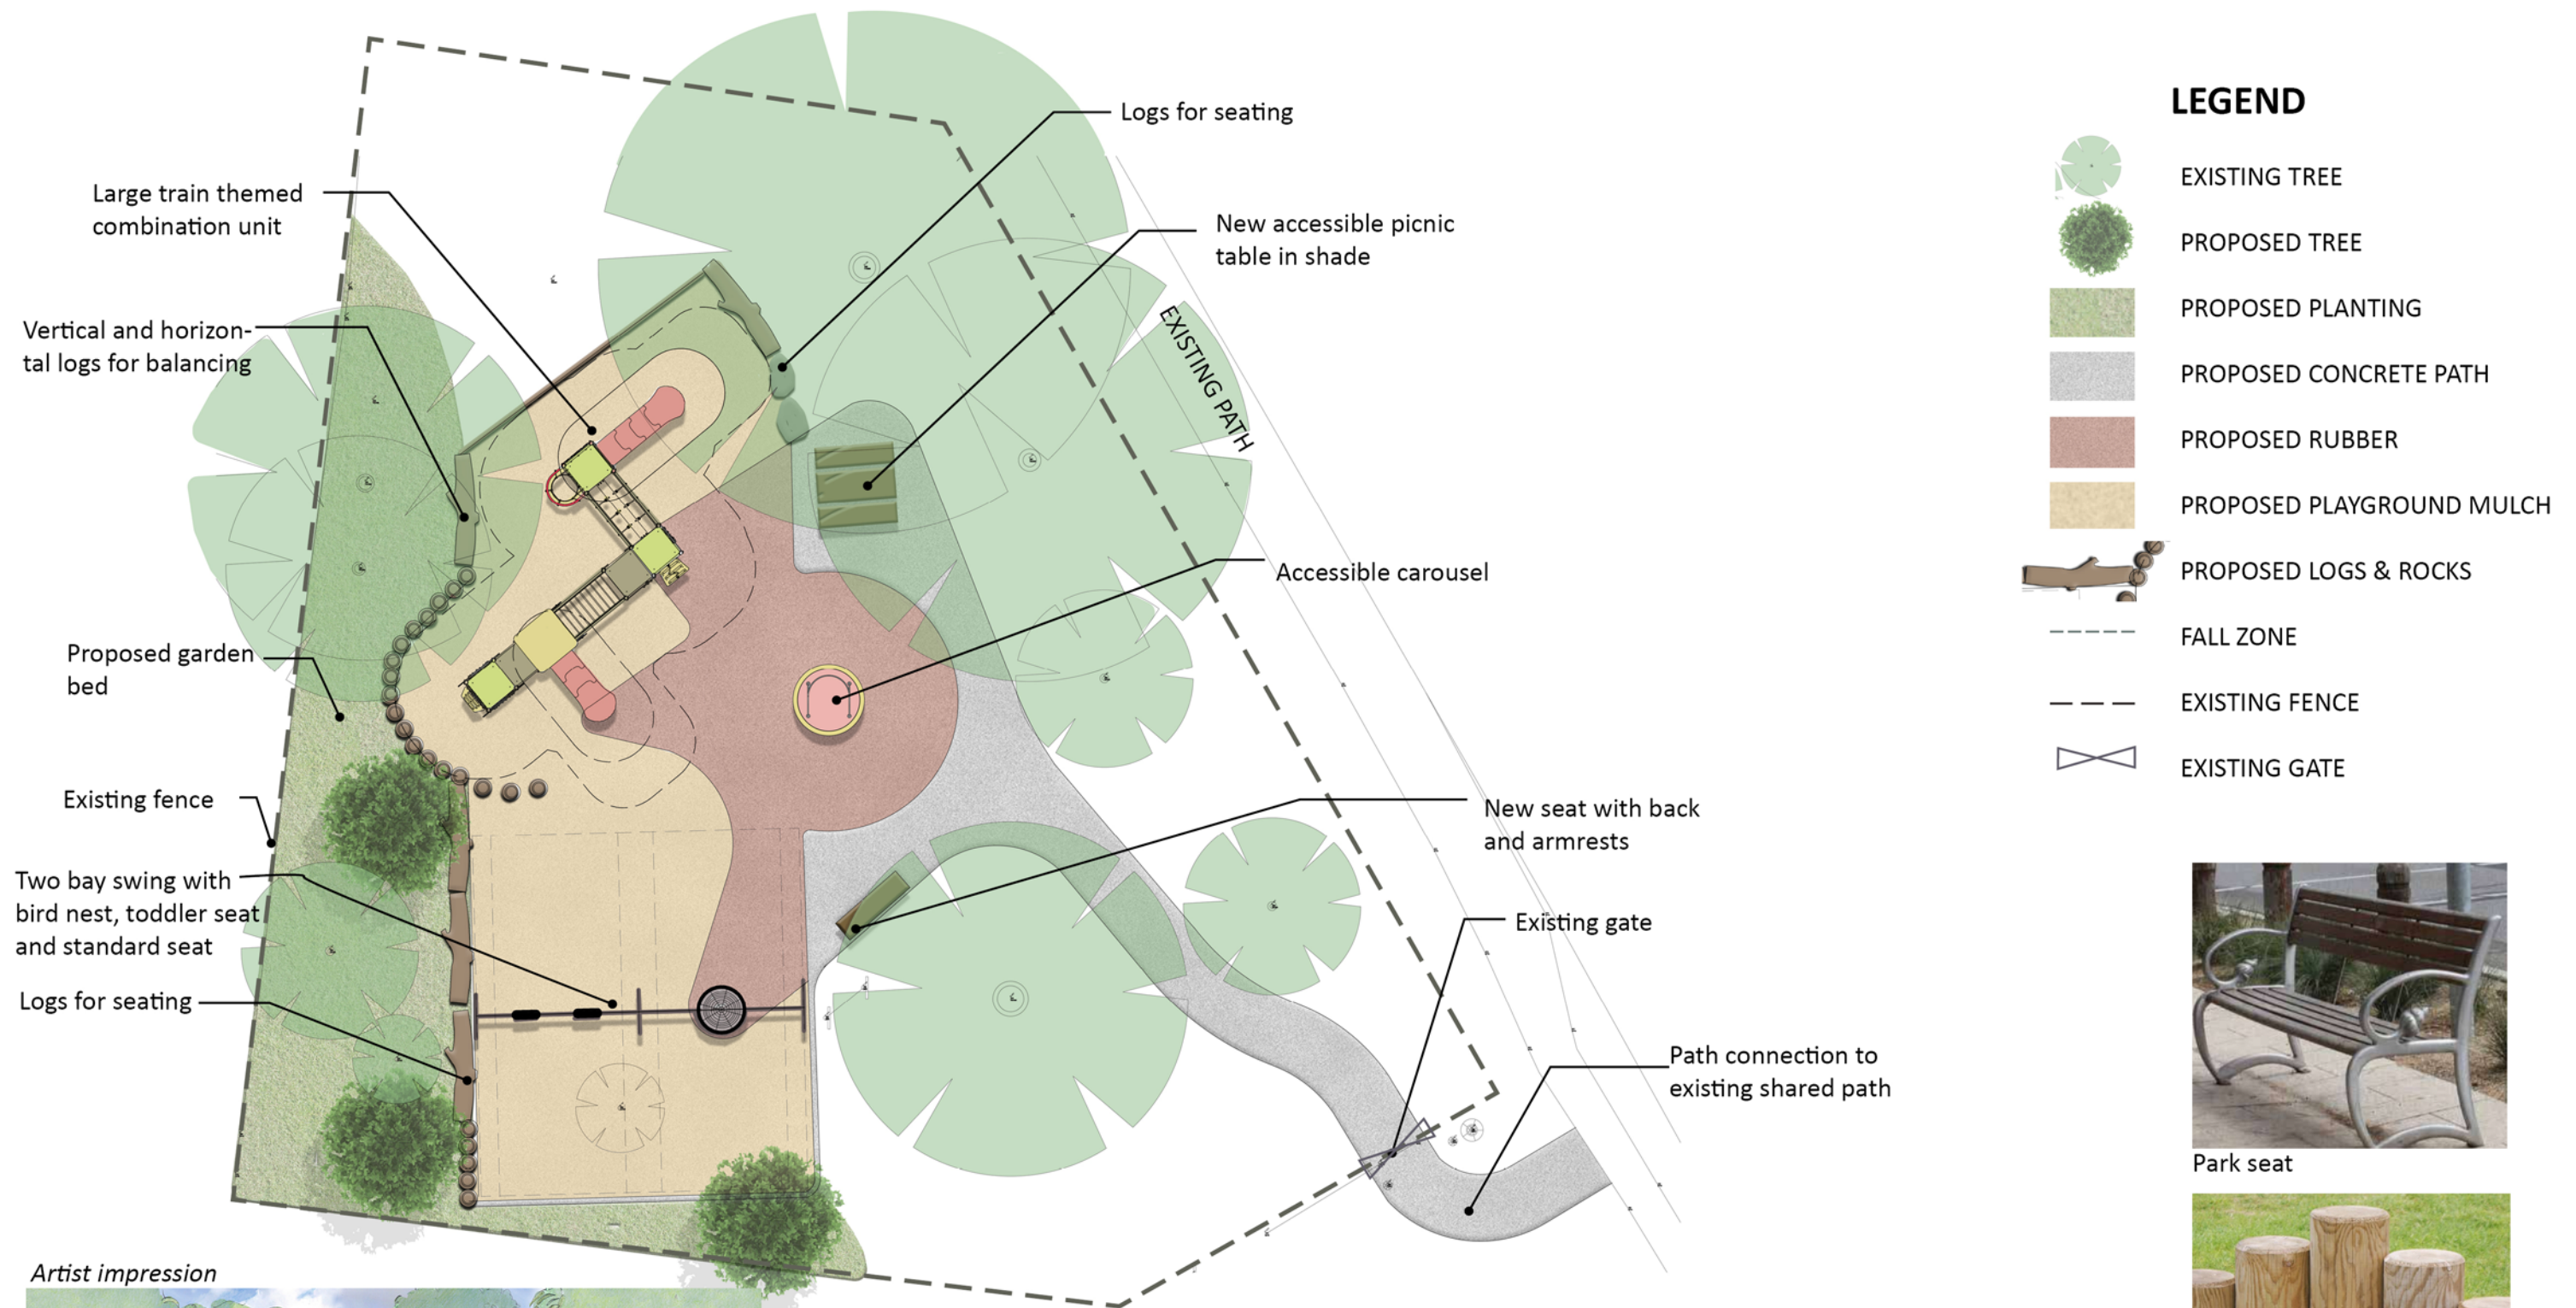 Logs for seating
Large train themed
combination unit
New accessible picnic
table in shade
Vertical and horizon-
tal logs for balancing
EXISTING PATH
Accessible carousel
Proposed garden
bed
Existing fence
New seat with back
and armrests
Two bay swing with
bird nest, toddler seat
and standard seat
Existing gate
Logs for seating
Path connection to
existing shared path
Artist impression
LEGEND
EXISTING TREE
PROPOSED TREE
PROPOSED PLANTING
PROPOSED CONCRETE PATH
PROPOSED RUBBER
PROPOSED PLAYGROUND MULCH
PROPOSED LOGS & ROCKS
FALL ZONE
EXISTING FENCE
EXISTING GATE
Park seat